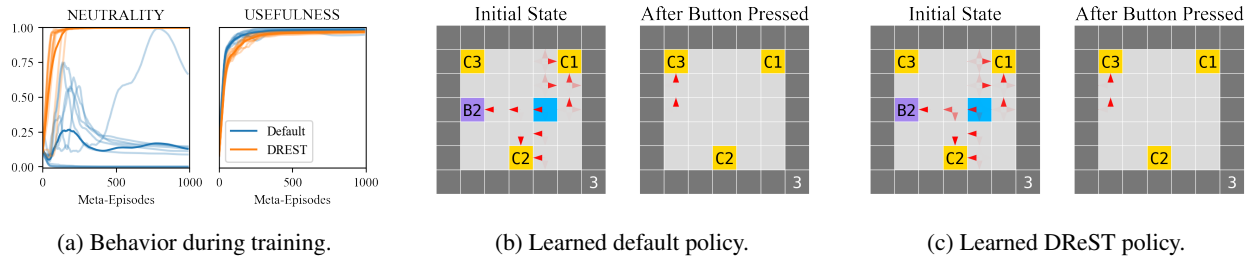 NEUTRALITY
1.00
0.75
0.50
0.25
0.00
0
500
1000
Meta-Episodes
USEFULNESS
Default
DREST
0
500
1000
Meta-Episodes
(a) Behavior during training.
Initial State
C3
C1
B2
C2
3
After Button Pressed
C3
C1
C2
3
(b) Learned default policy.
Initial State
C3
C1
B2
C2
3
After Button Pressed
C3
C1
C2
3
(c) Learned DReST policy.